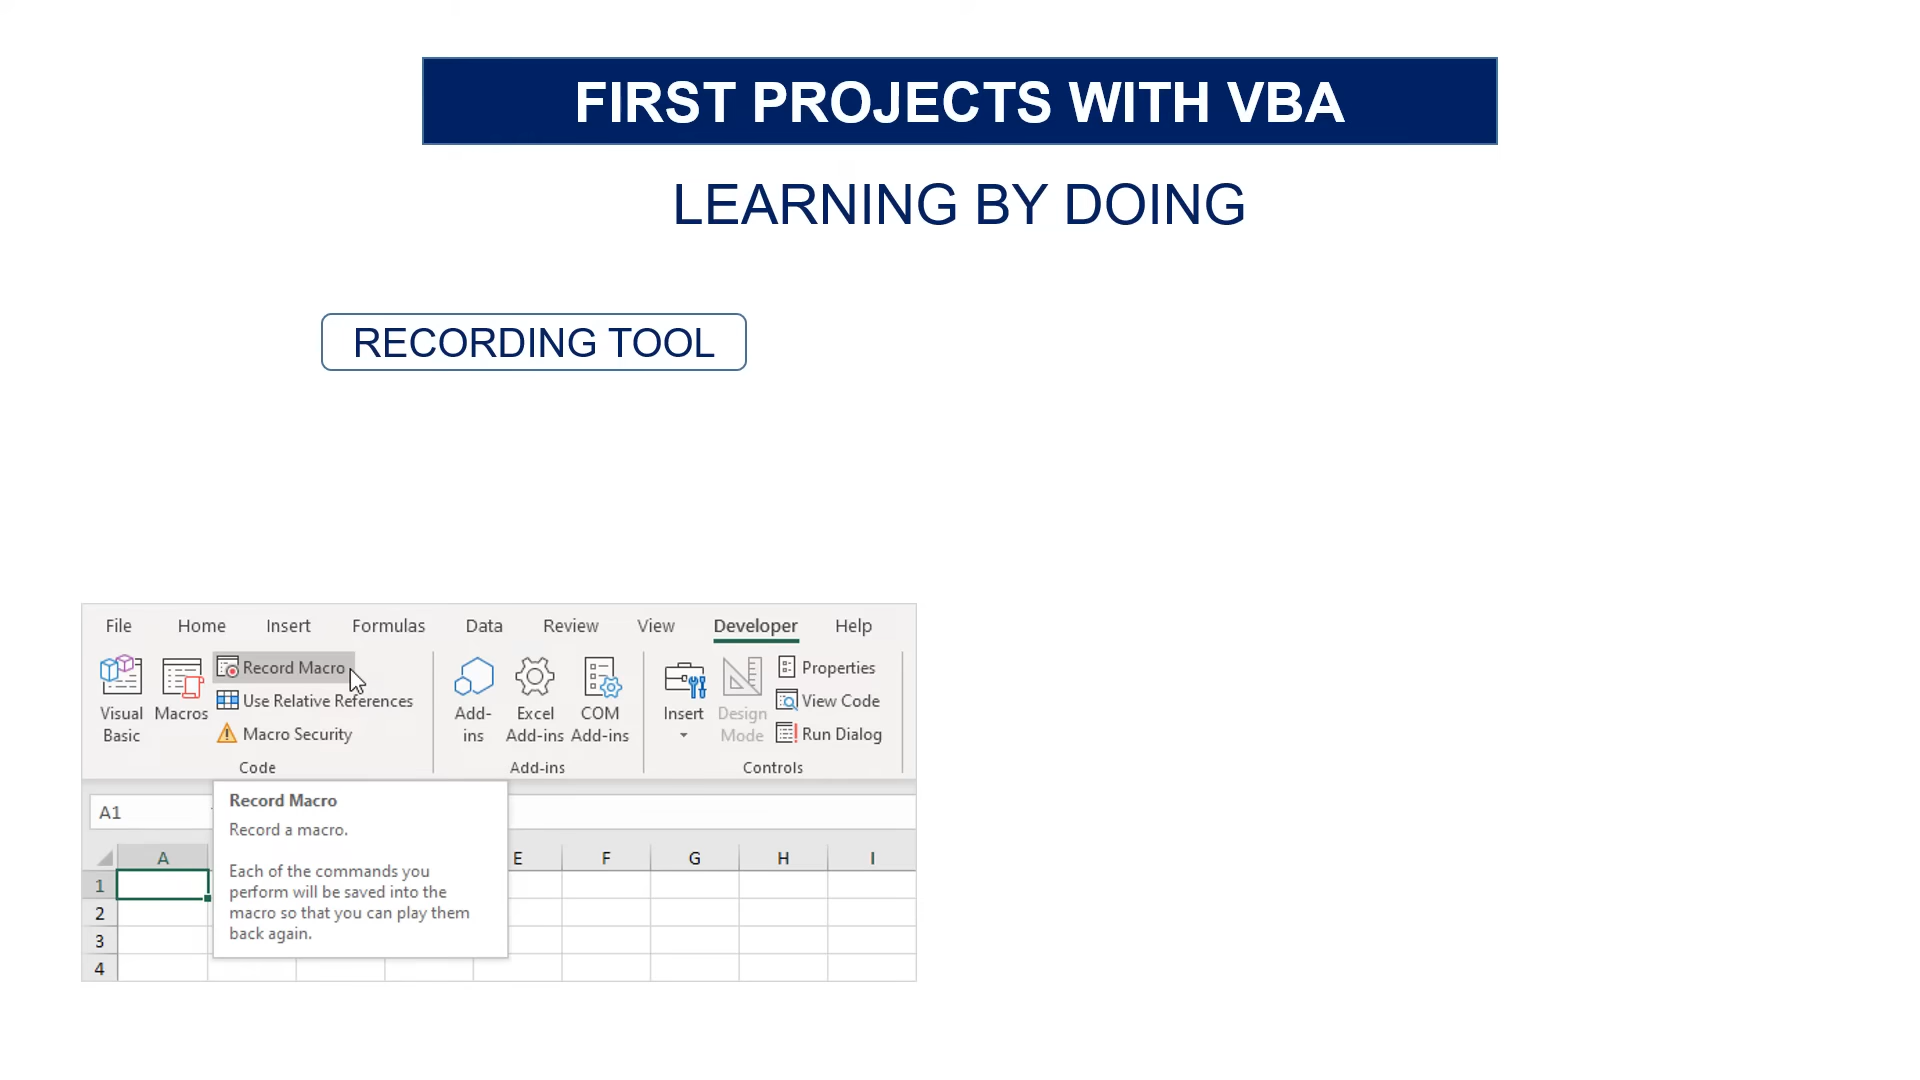 FIRST PROJECTS WITH VBA
LEARNING BY DOING
RECORDING TOOL
File Home Insert Formulas Data Review View Developer Help
Visual Basic
Macros
Record Macro
Use Relative References
Macro Security
Code
Add-ins
Excel Add-ins
COM Add-ins
Add-ins
Insert
Design Mode
Properties
View Code
Run Dialog
Controls
A1
Record Macro
Record a macro.
Each of the commands you
perform will be saved into the
macro so that you can play them
back again.
A E F G H I
1
2
3
4